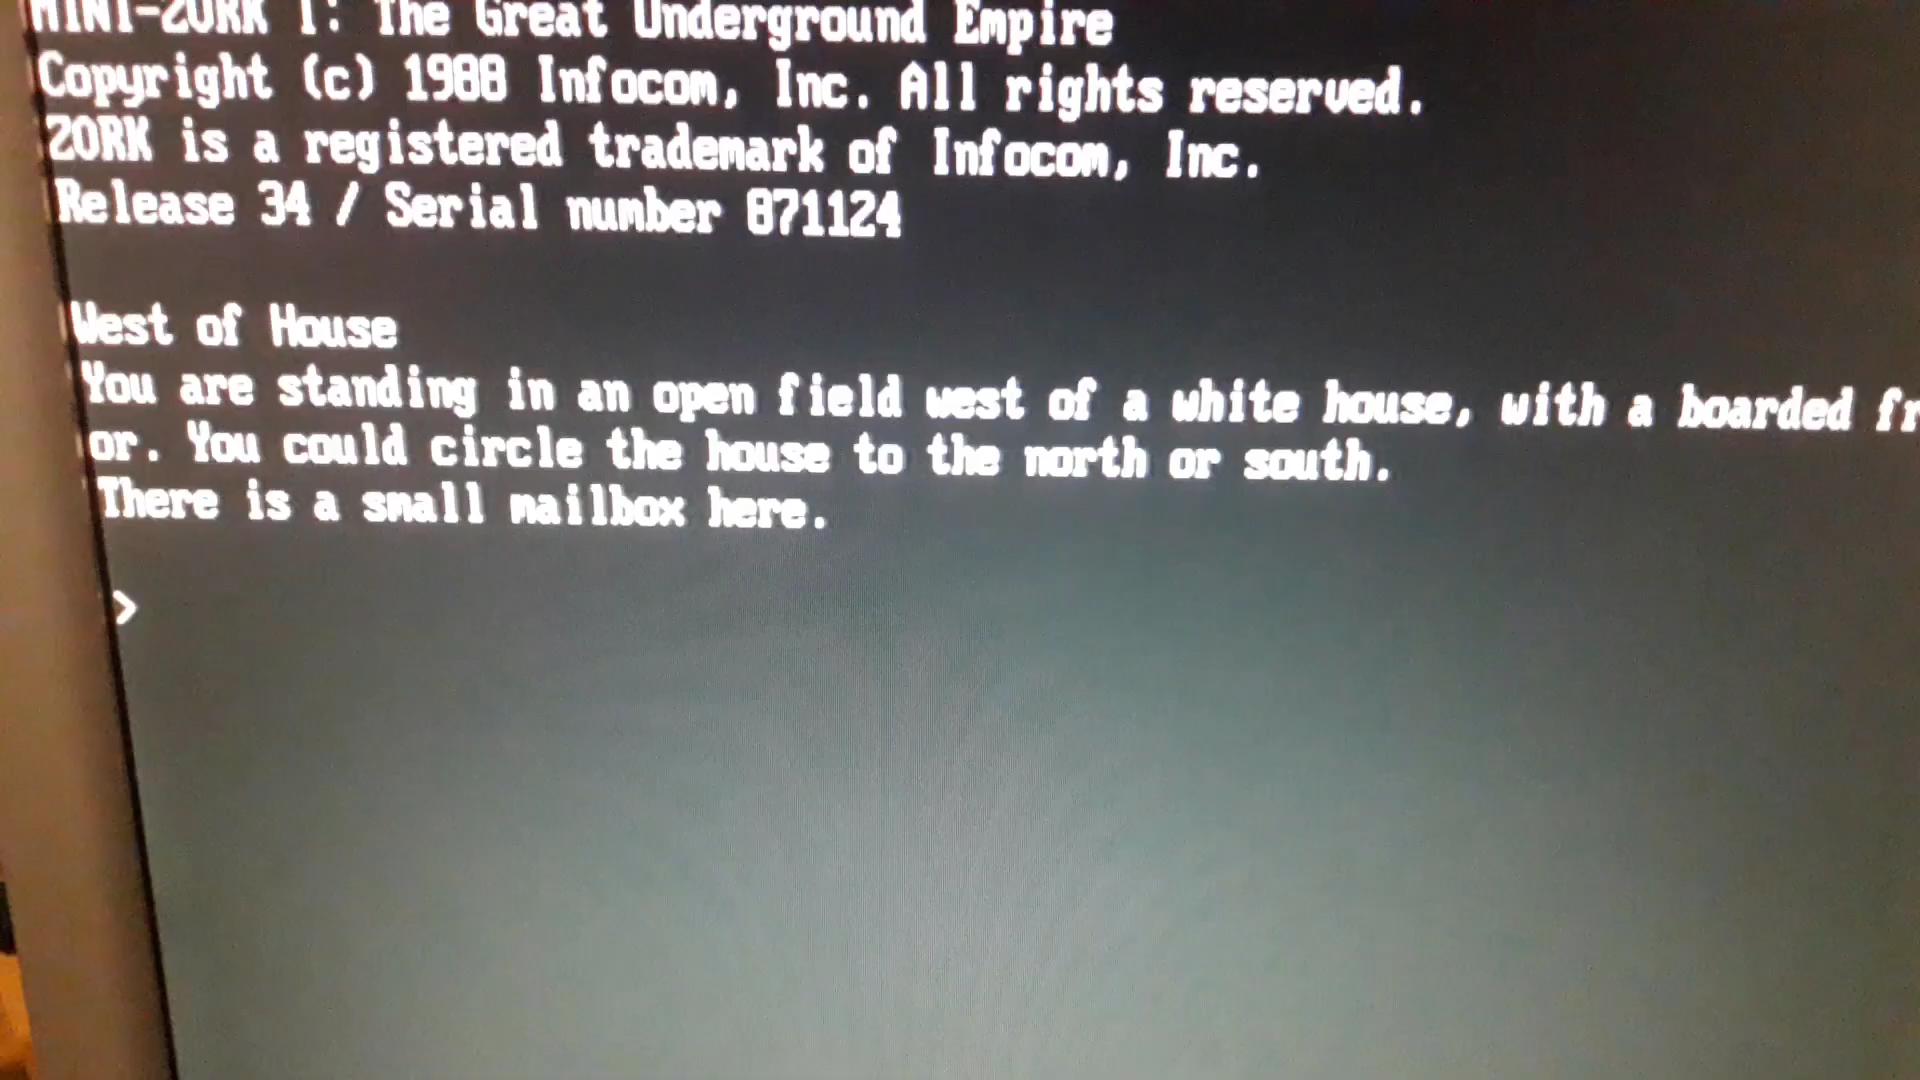 MINI-ZORK I: The Great Underground Empire
Copyright (c) 1988 Infocom, Inc. All rights reserved.
ZORK is a registered trademark of Infocom, Inc.
Release 34 / Serial number 871124
West of House
You are standing in an open field west of a white house, with a boarded fr
or. You could circle the house to the north or south.
There is a small mailbox here.
>